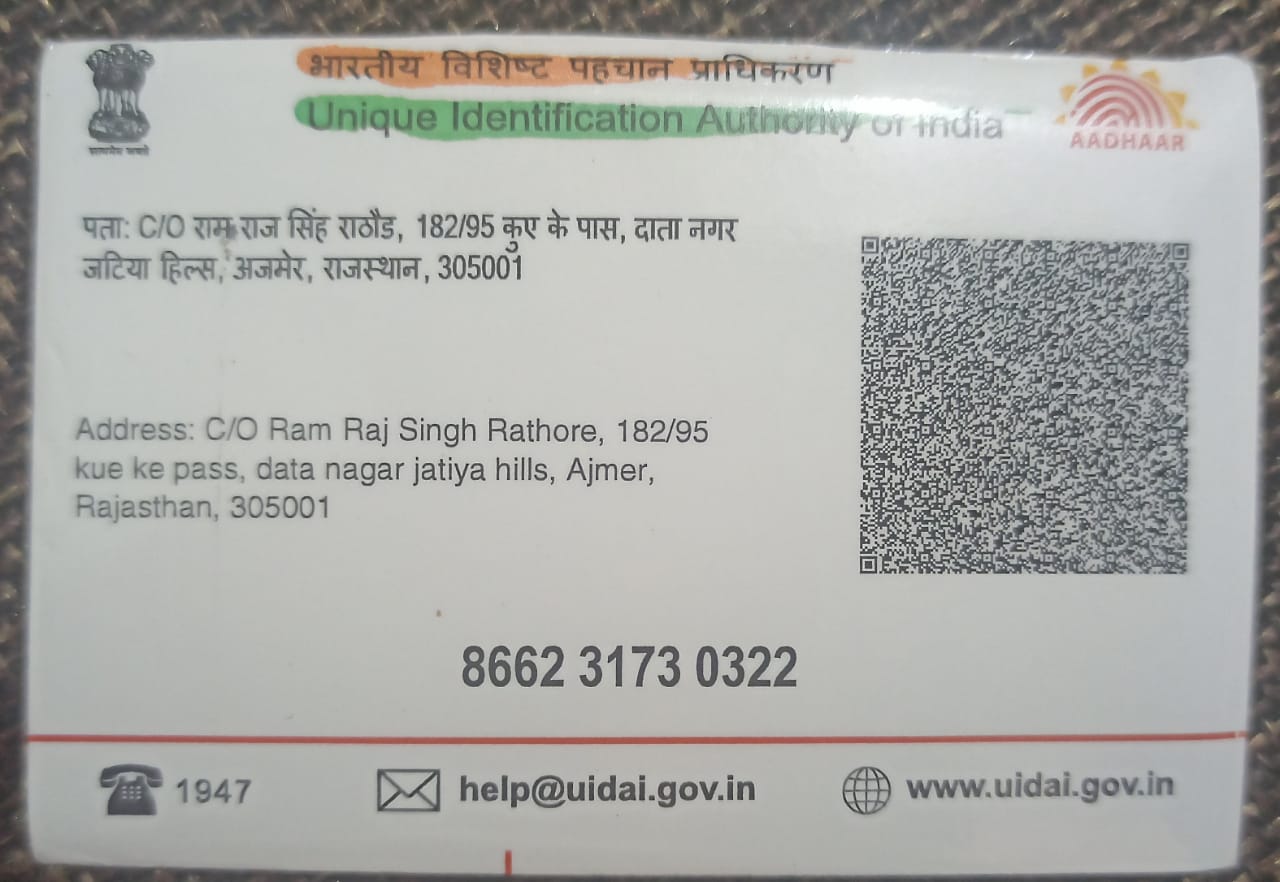 भारतीय विशिष्ट पहचान प्राधिकरण
Unique Identification Authority of India
AADHAAR
पता: C/O राम राज सिंह राठौड, 182/95 कुए के पास, दाता नगर
जटिया हिल्स, अजमेर, राजस्थान, 305001
Address: C/O Ram Raj Singh Rathore, 182/95
kue ke pass, data nagar jatiya hills, Ajmer,
Rajasthan, 305001
8662 3173 0322
1947
help@uidai.gov.in
www.uidai.gov.in